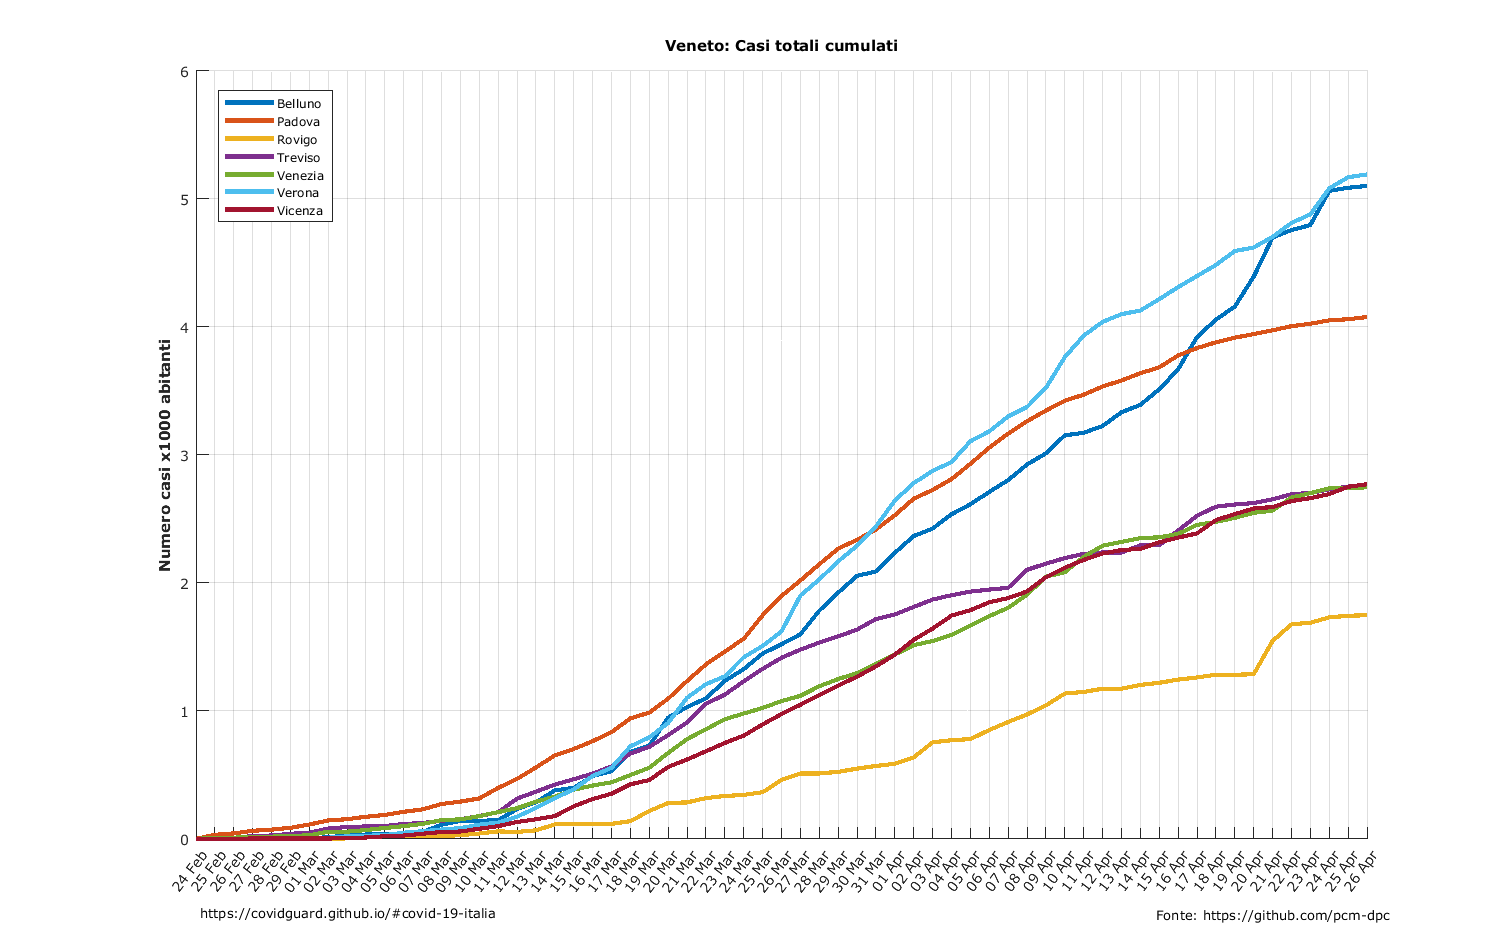 Veneto: Casi totali cumulati
6
5
4
3
2
1
0
Numero casi x1000 abitanti
Belluno
Padova
Rovigo
Treviso
Venezia
Verona
Vicenza
24 Feb
25 Feb
26 Feb
27 Feb
28 Feb
29 Feb
01 Mar
02 Mar
03 Mar
04 Mar
05 Mar
06 Mar
07 Mar
08 Mar
09 Mar
10 Mar
11 Mar
12 Mar
13 Mar
14 Mar
15 Mar
16 Mar
17 Mar
18 Mar
19 Mar
20 Mar
21 Mar
22 Mar
23 Mar
24 Mar
25 Mar
26 Mar
27 Mar
28 Mar
29 Mar
30 Mar
31 Mar
01 Apr
02 Apr
03 Apr
04 Apr
05 Apr
06 Apr
07 Apr
08 Apr
09 Apr
10 Apr
11 Apr
12 Apr
13 Apr
14 Apr
15 Apr
16 Apr
17 Apr
18 Apr
19 Apr
20 Apr
21 Apr
22 Apr
23 Apr
24 Apr
25 Apr
26 Apr
https://covidguard.github.io/#covid-19-italia
Fonte: https://github.com/pcm-dpc